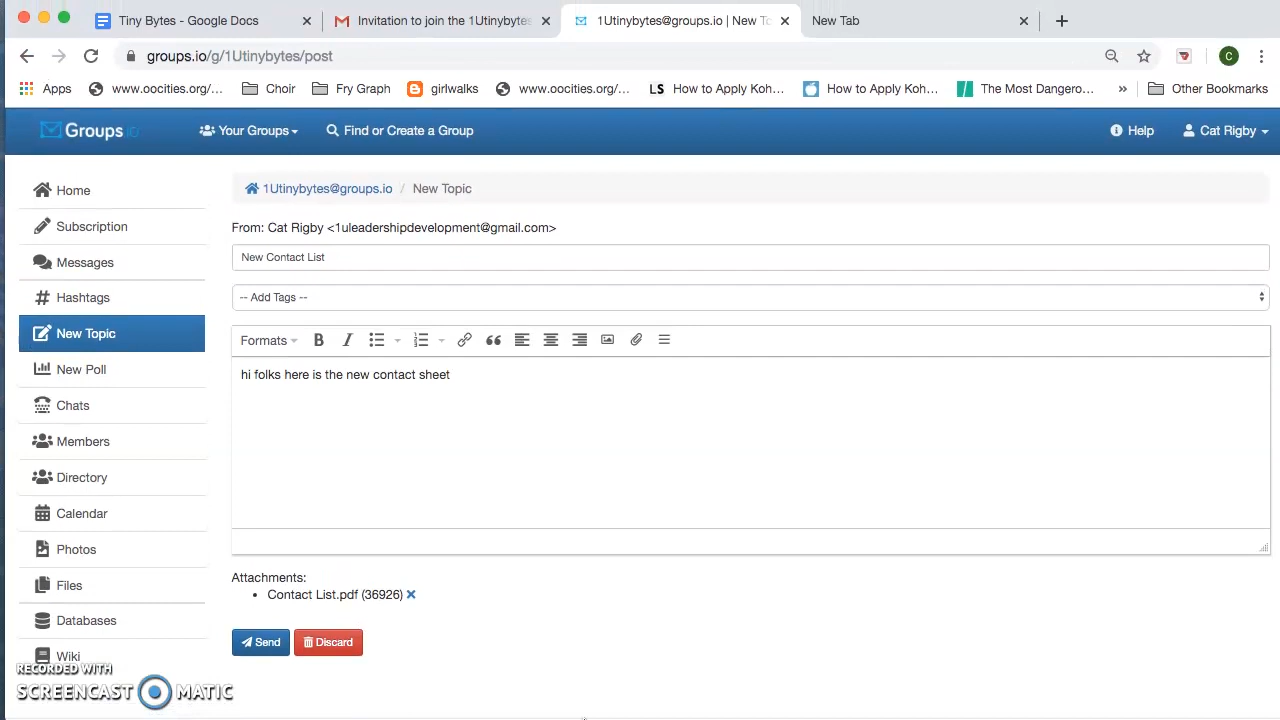 Tiny Bytes - Google Docs
Invitation to join the 1Utinybytes
1Utinybytes@groups.io | New To
New Tab
groups.io/g/1Utinybytes/post
C
Apps
www.oocities.org/...
Choir
Fry Graph
girlwalks
www.oocities.org/...
LS How to Apply Koh...
How to Apply Koh...
The Most Dangero...
»
Other Bookmarks
Groups.io
Your Groups
Find or Create a Group
Help
Cat Rigby
Home
Subscription
Messages
Hashtags
New Topic
New Poll
Chats
Members
Directory
Calendar
Photos
Files
Databases
Wiki
1Utinybytes@groups.io / New Topic
From: Cat Rigby <1uleadershipdevelopment@gmail.com>
New Contact List
-- Add Tags --
Formats B I
hi folks here is the new contact sheet
Attachments:
• Contact List.pdf (36926)
Send Discard
RECORDED WITH
SCREENCAST MATIC